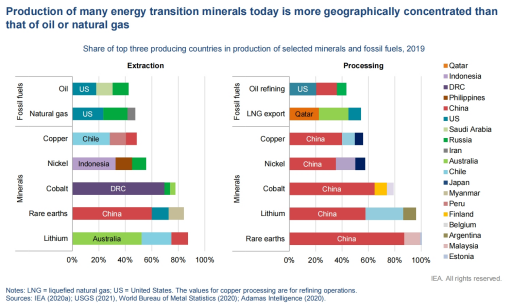 Production of many energy transition minerals today is more geographically concentrated than
that of oil or natural gas
Share of top three producing countries in production of selected minerals and fossil fuels, 2019
Extraction
Fossil fuels
Minerals
Oil
US
Natural gas
US
Copper
Chile
Nickel
Indonesia
Cobalt
DRC
Rare earths
China
Lithium
Australia
0% 20% 40% 60% 80% 100%
Processing
Fossil fuels
Minerals
Oil refining
US
LNG export
Qatar
Copper
China
Nickel
China
Cobalt
China
Lithium
China
Rare earths
China
0% 20% 40% 60% 80% 100%
Qatar
Indonesia
DRC
Philippines
China
US
Saudi Arabia
Russia
Iran
Australia
Chile
Japan
Myanmar
Peru
Finland
Belgium
Argentina
Malaysia
Estonia
IEA. All rights reserved.
Notes: LNG = liquefied natural gas; US = United States. The values for copper processing are for refining operations.
Sources: IEA (2020a); USGS (2021), World Bureau of Metal Statistics (2020); Adamas Intelligence (2020).